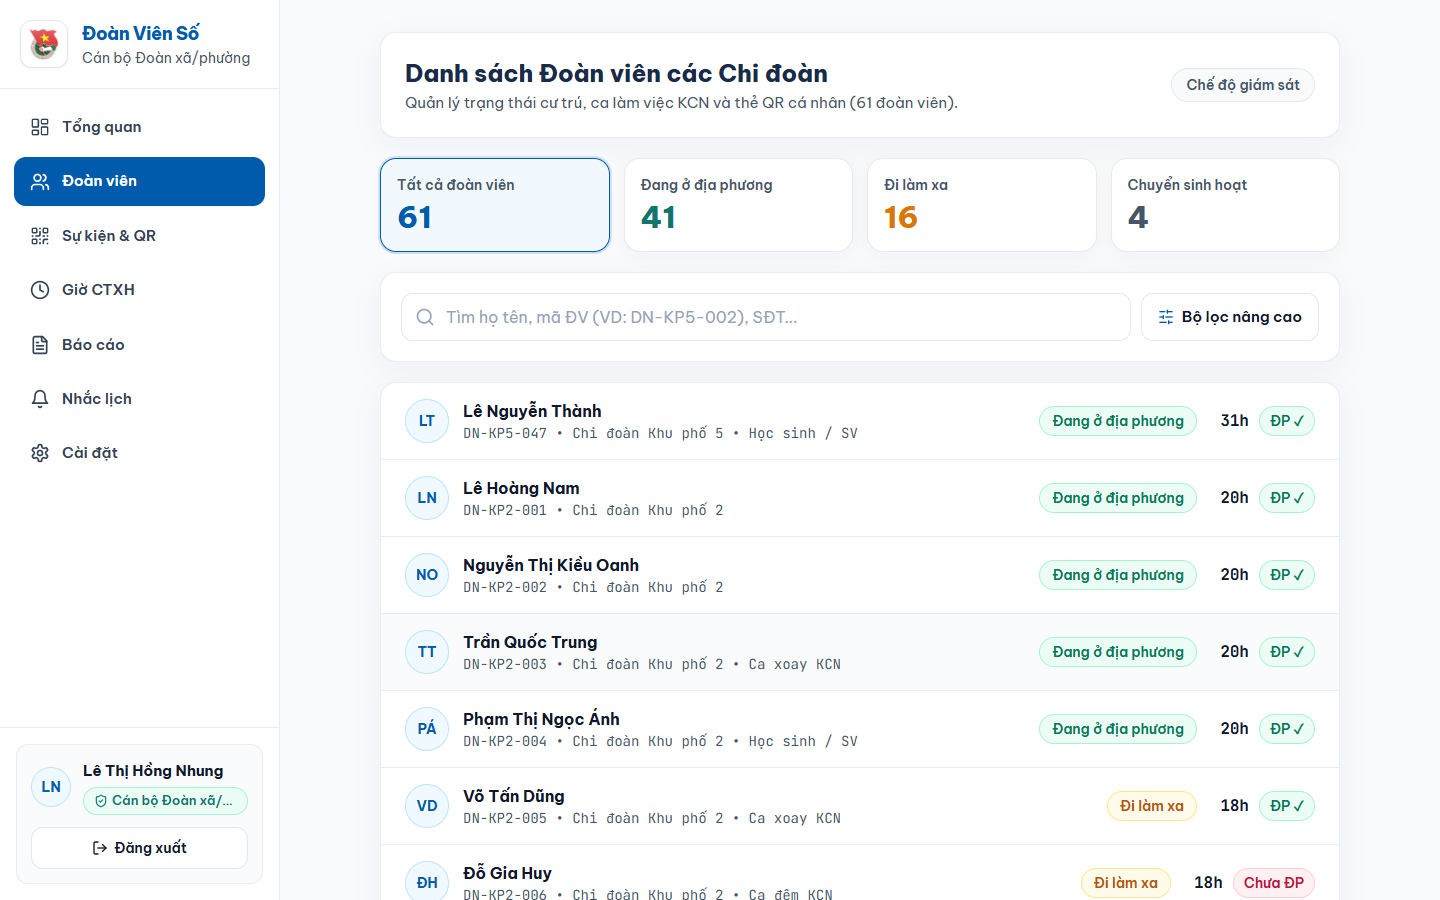 Đoàn Viên Số
Cán bộ Đoàn xã/phường
Tổng quan
Đoàn viên
Sự kiện & QR
Giờ CTXH
Báo cáo
Nhắc lịch
Cài đặt
LN
Lê Thị Hồng Nhung
Cán bộ Đoàn xã/...
Đăng xuất
Danh sách Đoàn viên các Chi đoàn
Quản lý trạng thái cư trú, ca làm việc KCN và thẻ QR cá nhân (61 đoàn viên).
Chế độ giám sát
Tất cả đoàn viên
61
Đang ở địa phương
41
Đi làm xa
16
Chuyển sinh hoạt
4
Tìm họ tên, mã ĐV (VD: DN-KP5-002), SĐT...
Bộ lọc nâng cao
LT
Lê Nguyễn Thành
DN-KP5-047 • Chi đoàn Khu phố 5 • Học sinh / SV
Đang ở địa phương 31h ĐP ✓
LN
Lê Hoàng Nam
DN-KP2-001 • Chi đoàn Khu phố 2
Đang ở địa phương 20h ĐP ✓
NO
Nguyễn Thị Kiều Oanh
DN-KP2-002 • Chi đoàn Khu phố 2
Đang ở địa phương 20h ĐP ✓
TT
Trần Quốc Trung
DN-KP2-003 • Chi đoàn Khu phố 2 • Ca xoay KCN
Đang ở địa phương 20h ĐP ✓
PÁ
Phạm Thị Ngọc Ánh
DN-KP2-004 • Chi đoàn Khu phố 2 • Học sinh / SV
Đang ở địa phương 20h ĐP ✓
VD
Võ Tấn Dũng
DN-KP2-005 • Chi đoàn Khu phố 2 • Ca xoay KCN
Đi làm xa 18h ĐP ✓
ĐH
Đỗ Gia Huy
DN-KP2-006 • Chi đoàn Khu phố 2 • Ca đêm KCN
Đi làm xa 18h Chưa ĐP